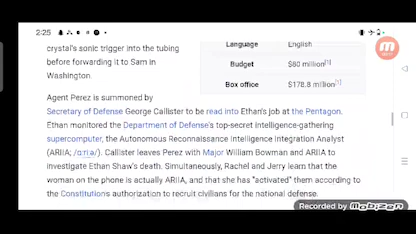 2:25
crystal's sonic trigger into the tubing
before forwarding it to Sam in
Washington.
Language English
Budget $80 million[1]
Box office $178.8 million[1]
Agent Perez is summoned by
Secretary of Defense George Callister to be read into Ethan's job at the Pentagon.
Ethan monitored the Department of Defense's top-secret intelligence-gathering
supercomputer, the Autonomous Reconnaissance Intelligence Integration Analyst
(ARIIA; /ɑːriə/). Callister leaves Perez with Major William Bowman and ARIIA to
investigate Ethan Shaw's death. Simultaneously, Rachel and Jerry learn that the
woman on the phone is actually ARIIA, and that she has "activated" them according to
the Constitution's authorization to recruit civilians for the national defense.
Recorded by
Mobizen